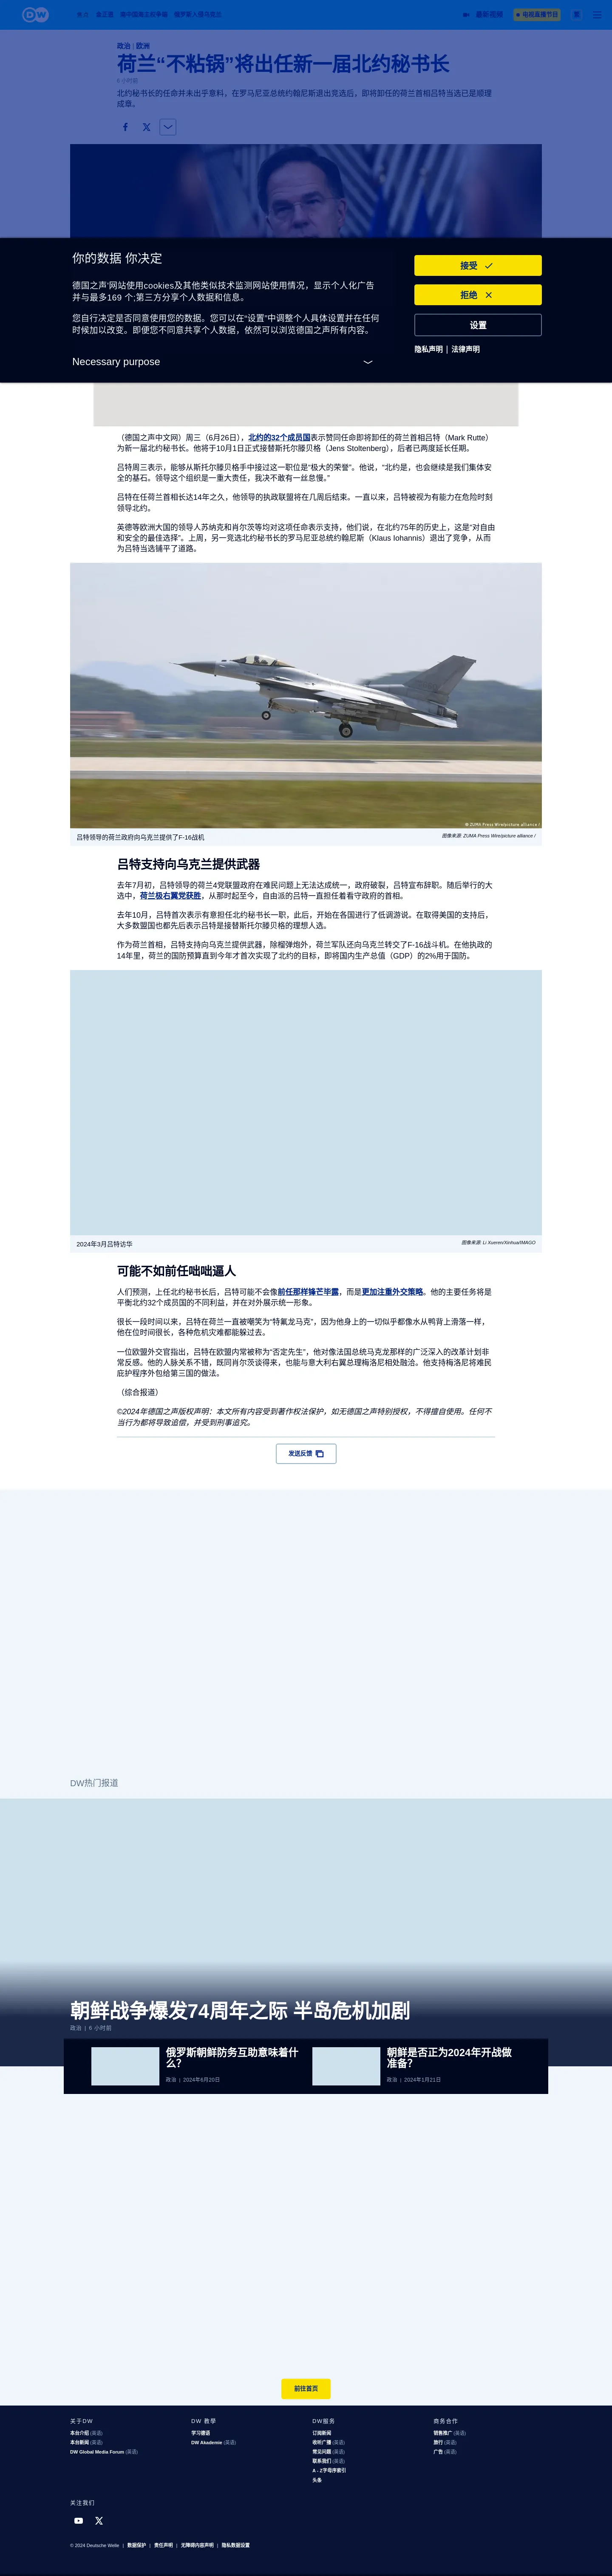 DW
最新视频
电视直播节目
政治 | 欧洲
荷兰“不粘锅”将出任新一届北约秘书长
北约秘书长的任命并未出乎意料，在罗马尼亚总统约翰尼斯退出竞选后，即将卸任的荷兰首相吕特当选已是顺理
成章。
你的数据 你决定
德国之声'网站使用cookies及其他类似技术监测网站使用情况，显示个人化广告
并与最多169 个;第三方分享个人数据和信息。
您自行决定是否同意使用您的数据。您可以在“设置”中调整个人具体设置并在任何
时候加以改变。即便您不同意共享个人数据，依然可以浏览德国之声所有内容。
Necessary purpose
接受
拒绝
设置
隐私声明 | 法律声明
（德国之声中文网）周三（6月26日），北约的32个成员国表示赞同任命即将卸任的荷兰首相吕特（Mark Rutte）
为新一届北约秘书长。他将于10月1日正式接替斯托尔滕贝格（Jens Stoltenberg），后者已两度延长任期。
吕特周三表示，能够从斯托尔滕贝格手中接过这一职位是“极大的荣誉”。他说，“北约是，也会继续是我们集体安
全的基石。领导这个组织是一重大责任，我决不敢有一丝怠慢。”
吕特在任荷兰首相长达14年之久，他领导的执政联盟将在几周后结束。一直以来，吕特被视为有能力在危险时刻
领导北约。
英德等欧洲大国的领导人苏纳克和肖尔茨等均对这项任命表示支持，他们说，在北约75年的历史上，这是“对自由
和安全的最佳选择”。上周，另一竞选北约秘书长的罗马尼亚总统约翰尼斯（Klaus Iohannis）退出了竞争，从而
为吕特当选铺平了道路。
ZUMA Press Wire/picture alliance /
吕特领导的荷兰政府向乌克兰提供了F-16战机
图像来源: ZUMA Press Wire/picture alliance /
吕特支持向乌克兰提供武器
去年7月初，吕特领导的荷兰4党联盟政府在难民问题上无法达成统一，政府破裂，吕特宣布辞职。随后举行的大
选中，荷兰极右翼党获胜，从那时起至今，自由派的吕特一直担任着看守政府的首相。
去年10月，吕特首次表示有意担任北约秘书长一职，此后，开始在各国进行了低调游说。在取得美国的支持后，
大多数盟国也都先后表示吕特是接替斯托尔滕贝格的理想人选。
作为荷兰首相，吕特支持向乌克兰提供武器，除榴弹炮外，荷兰军队还向乌克兰转交了F-16战斗机。在他执政的
14年里，荷兰的国防预算直到今年才首次实现了北约的目标，即将国内生产总值（GDP）的2%用于国防。
2024年3月吕特访华
图像来源: Li Xueren/Xinhua/IMAGO
可能不如前任咄咄逼人
人们预测，上任北约秘书长后，吕特可能不会像前任那样锋芒毕露，而是更加注重外交策略。他的主要任务将是
平衡北约32个成员国的不同利益，并在对外展示统一形象。
很长一段时间以来，吕特在荷兰一直被嘲笑为“特氟龙马克”，因为他身上的一切似乎都像水从鸭背上滑落一样，
他在位时间很长，各种危机灾难都能躲过去。
一位欧盟外交官指出，吕特在欧盟内常被称为“否定先生”，他对像法国总统马克龙那样的广泛深入的改革计划非
常反感。他的人脉关系不错，既同肖尔茨谈得来，也能与意大利右翼总理梅洛尼相处融洽。他支持梅洛尼将难民
庇护程序外包给第三国的做法。
（综合报道）
©2024年德国之声版权声明：本文所有内容受到著作权法保护，如无德国之声特别授权，不得擅自使用。任何不
当行为都将导致追偿，并受到刑事追究。
发送反馈
DW热门报道
朝鲜战争爆发74周年之际 半岛危机加剧
政治 | 6 小时前
俄罗斯朝鲜防务互助意味着什
么?
政治 | 2024年6月20日
朝鲜是否正为2024年开战做
准备?
政治 | 2024年1月21日
前往首页
关于DW
本台介绍 (英语)
本台新闻 (英语)
DW Global Media Forum (英语)
DW 教學
学习德语
DW Akademie (英语)
DW服务
订阅新闻
收听广播 (英语)
常见问题 (英语)
联系我们 (英语)
A - Z字母序索引
头条
商务合作
销售推广 (英语)
旅行 (英语)
广告 (英语)
关注我们
© 2024 Deutsche Welle | 数据保护 | 责任声明 | 无障碍内容声明 | 隐私数据设置